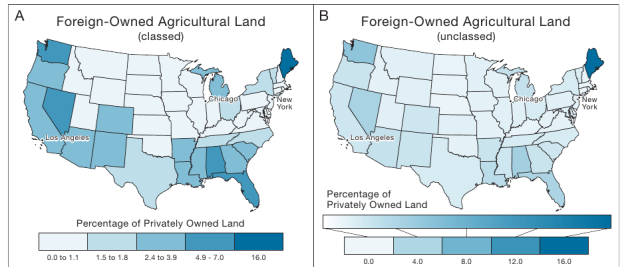 A
Foreign-Owned Agricultural Land
(classed)
Chicago
New
York
Los Angeles
Percentage of Privately Owned Land
0.0 to 1.1 1.5 to 1.8 2.4 to 3.9 4.9 - 7.0 16.0
B
Foreign-Owned Agricultural Land
(unclassed)
Chicago
New
York
Los Angeles
Percentage of
Privately Owned Land
0.0 4.0 8.0 12.0 16.0